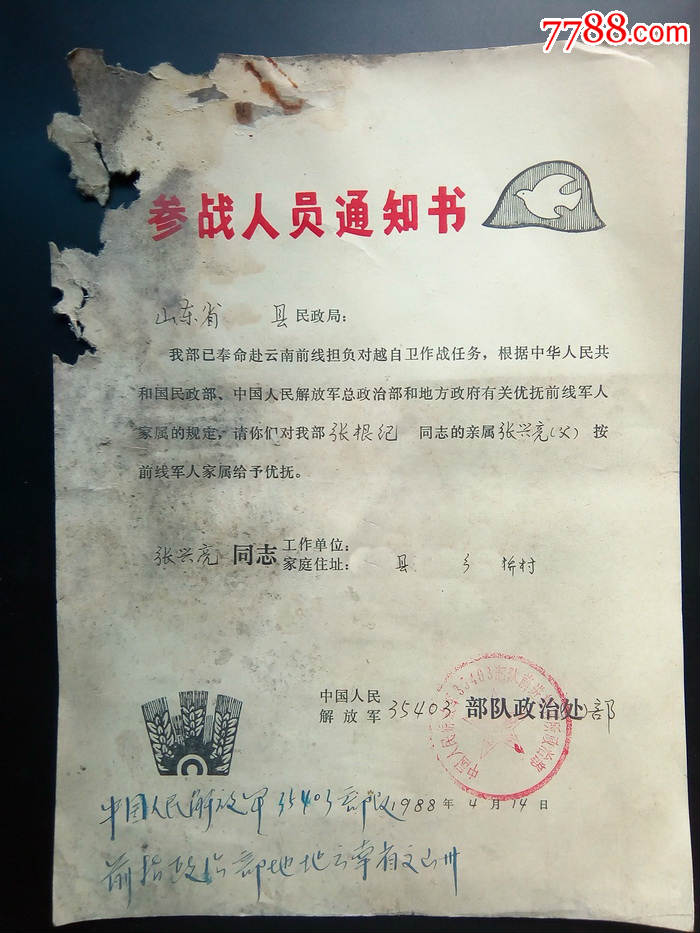 7788.com
参战人员通知书
山东省 县民政局：
我部已奉命赴云南前线担负对越自卫作战任务，根据中华人民共
和国民政部、中国人民解放军总政治部和地方政府有关优抚前线军人
家属的规定，请你们对我部张根纪 同志的亲属张兴亮(父) 按
前线军人家属给予优抚。
张兴亮 同志
工作单位：
家庭住址： 县 乡 桥村
中国人民
解放军 35403 部队政治处 部
1988年4月14日
中国人民解放军35403部队
前指政治部地 云南省文山州